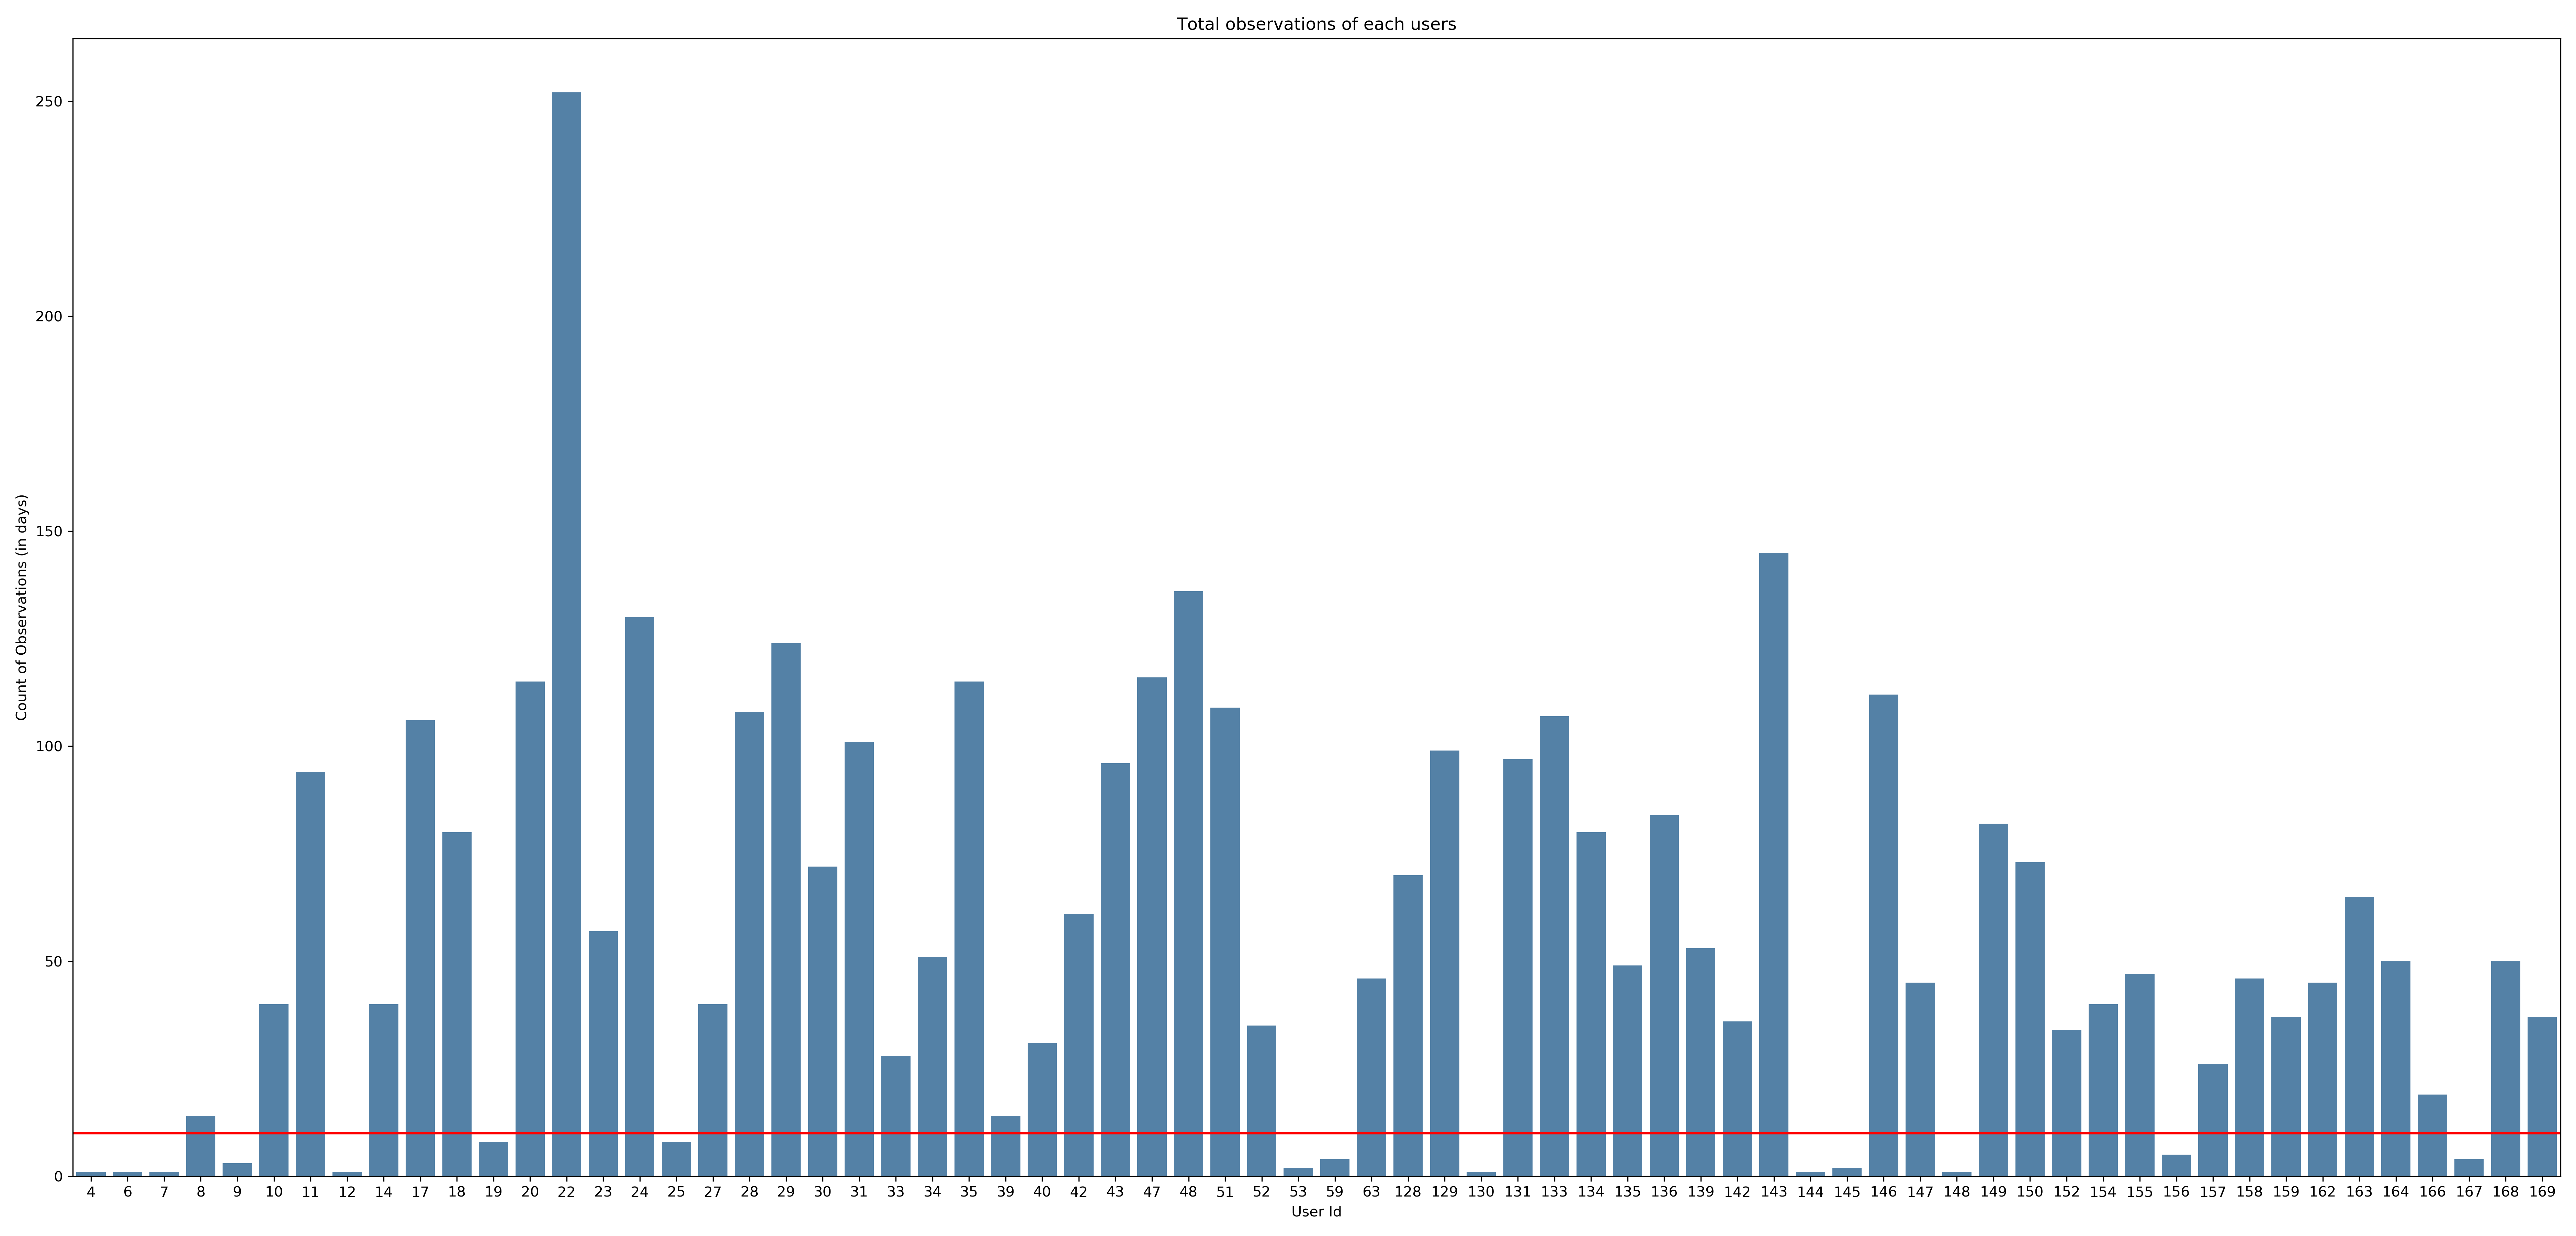 Total observations of each users
Count of Observations (in days)
250
200
150
100
50
0
4 6 7 8 9 10 11 12 14 17 18 19 20 22 23 24 25 27 28 29 30 31 33 34 35 39 40 42 43 47 48 51 52 53 59 63 128 129 130 131 133 134 135 136 139 142 143 144 145 146 147 148 149 150 152 154 155 156 157 158 159 162 163 164 166 167 168 169
User Id